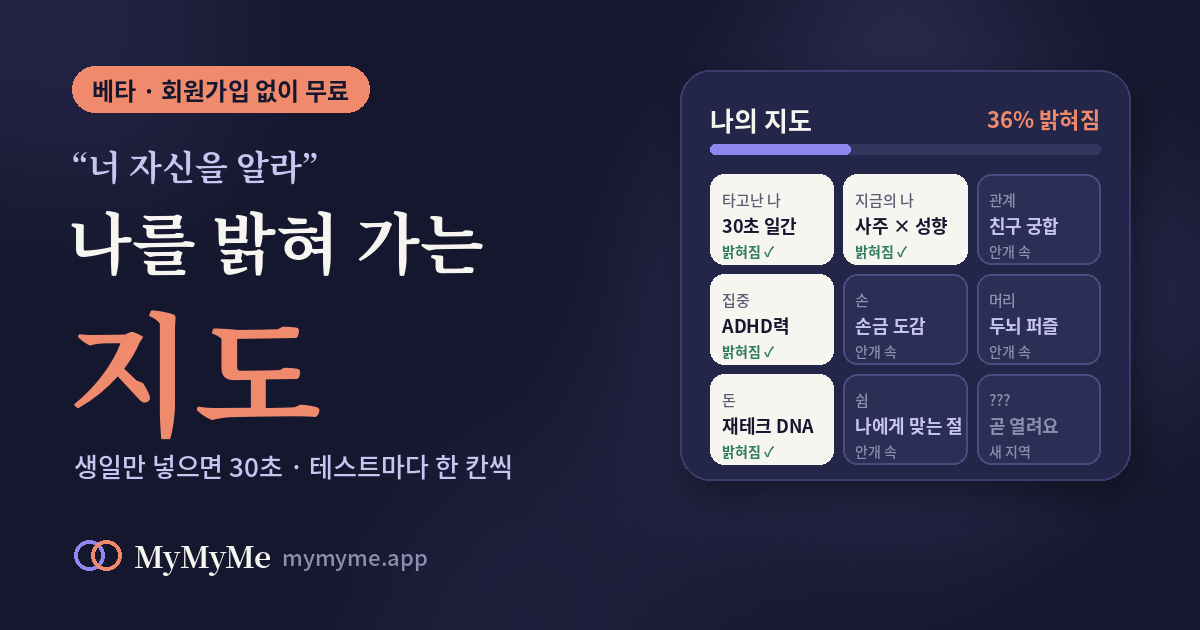 베타 · 회원가입 없이 무료
“너 자신을 알라”
나를 밝혀 가는
지도
생일만 넣으면 30초 · 테스트마다 한 칸씩
MyMyMe mymyme.app
나의 지도 36% 밝혀짐
타고난 나
30초 일간
밝혀짐 ✓
지금의 나
사주 × 성향
밝혀짐 ✓
관계
친구 궁합
안개 속
집중
ADHD력
밝혀짐 ✓
손
손금 도감
안개 속
머리
두뇌 퍼즐
안개 속
돈
재테크 DNA
밝혀짐 ✓
쉼
나에게 맞는 절
안개 속
???
곧 열려요
새 지역